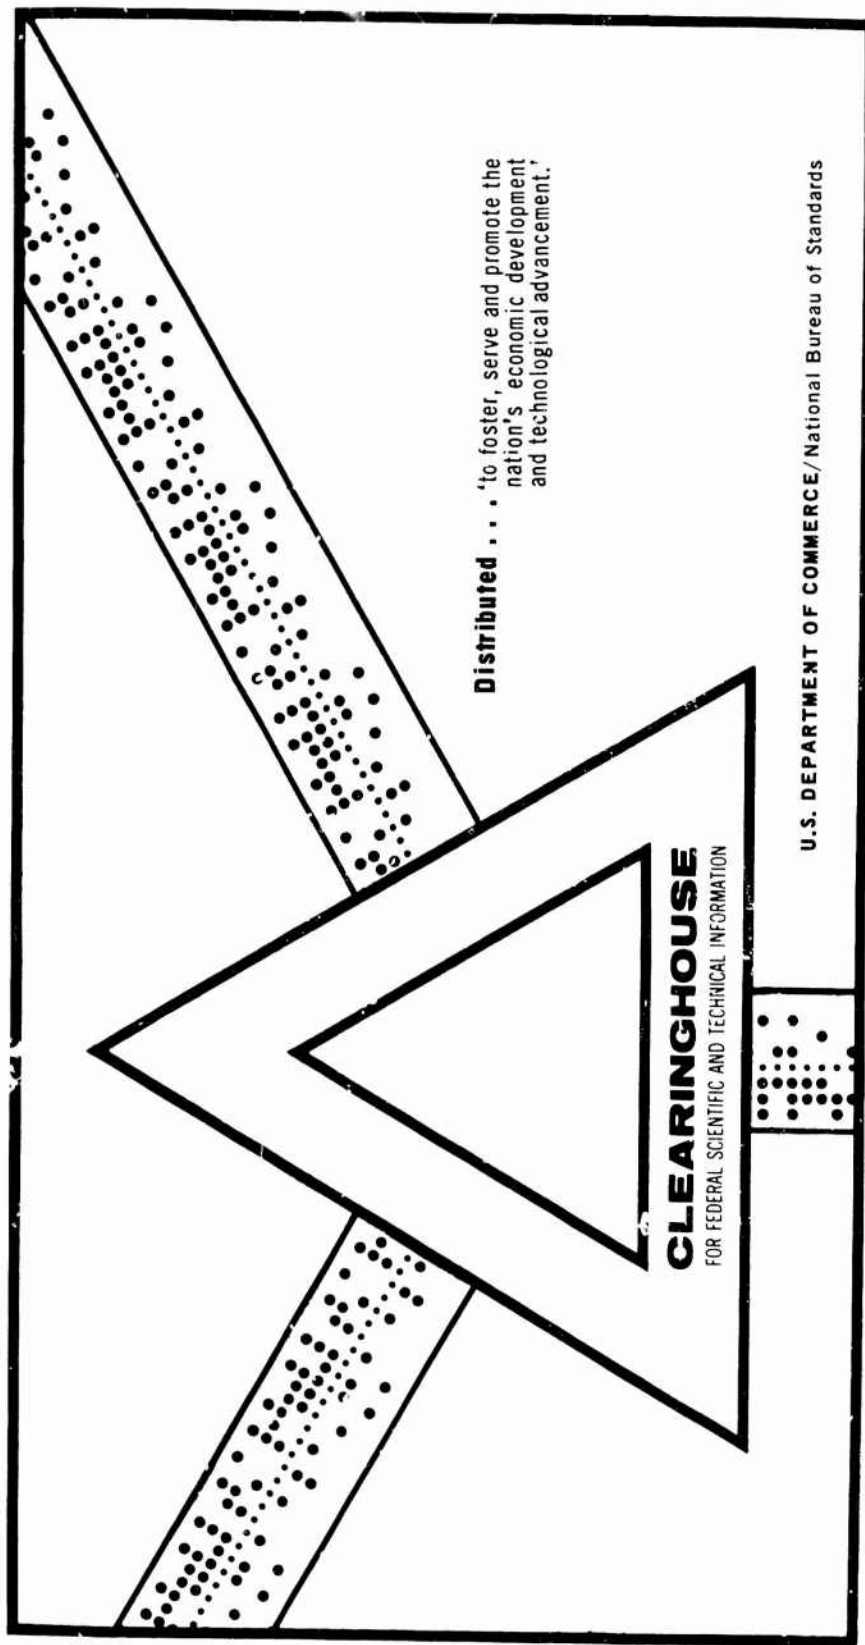 Distributed . . . 'to foster, serve and promote the
nation's economic development
and technological advancement.'
CLEARINGHOUSE
FOR FEDERAL SCIENTIFIC AND TECHNICAL INFORMATION
U.S. DEPARTMENT OF COMMERCE/National Bureau of Standards